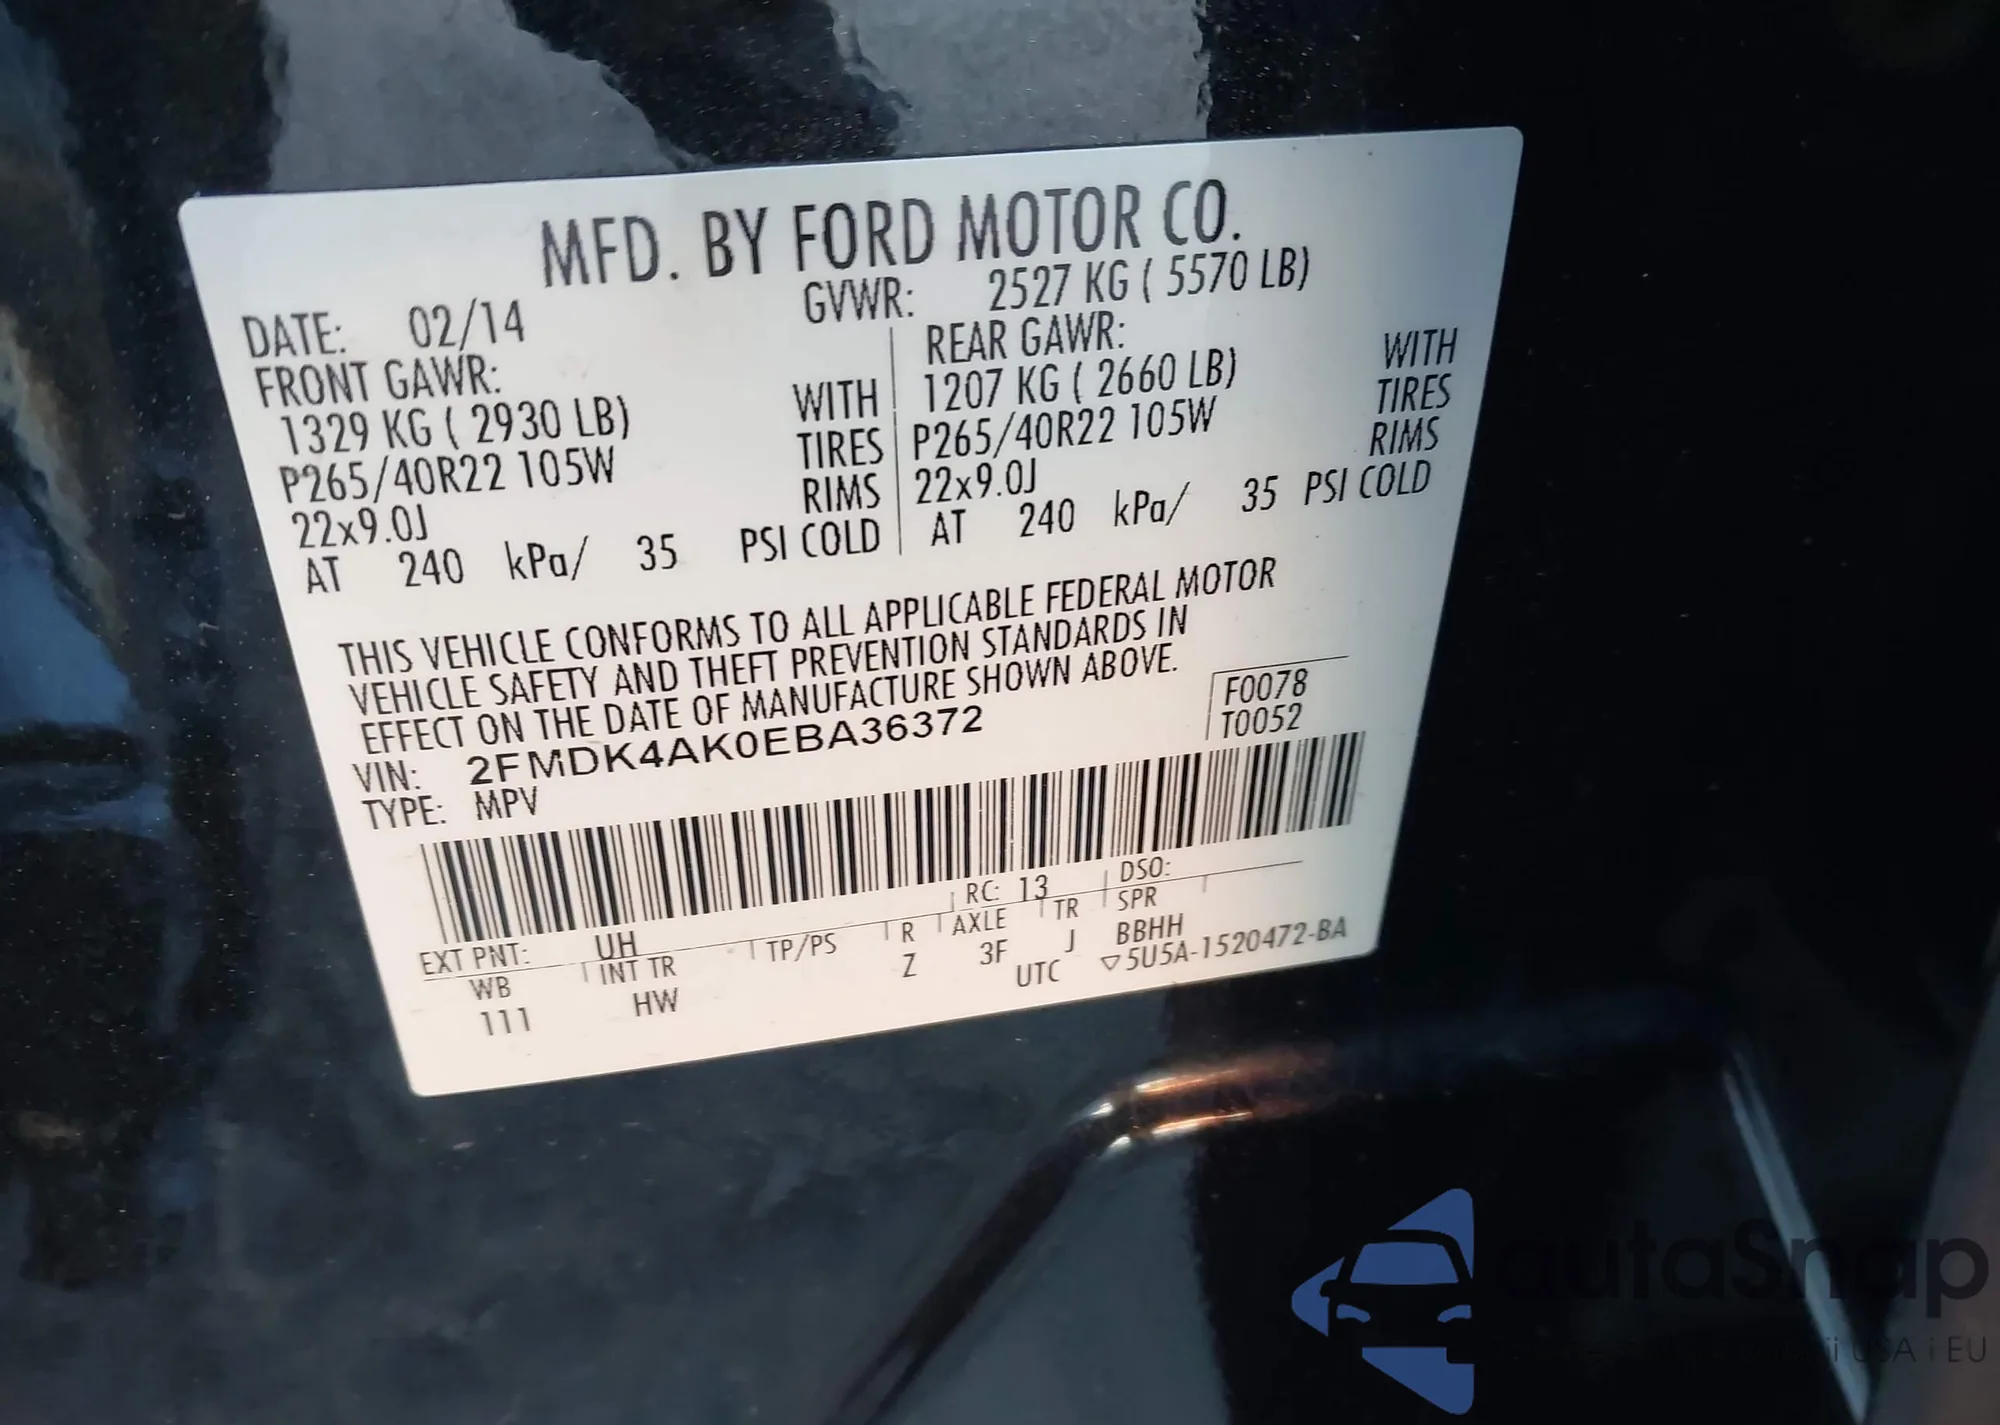 MFD. BY FORD MOTOR CO.
DATE: 02/14 GVWR: 2527 KG ( 5570 LB)
FRONT GAWR: REAR GAWR:
1329 KG ( 2930 LB) WITH 1207 KG ( 2660 LB) WITH
P265/40R22 105W TIRES P265/40R22 105W TIRES
22x9.0J RIMS 22x9.0J RIMS
AT 240 kPa/ 35 PSI COLD AT 240 kPa/ 35 PSI COLD
THIS VEHICLE CONFORMS TO ALL APPLICABLE FEDERAL MOTOR
VEHICLE SAFETY AND THEFT PREVENTION STANDARDS IN
EFFECT ON THE DATE OF MANUFACTURE SHOWN ABOVE.
F0078
T0052
VIN: 2FMDK4AK0EBA36372
TYPE: MPV
EXT PNT: UH RC: 13 DSO:
WB INT TR TP/PS R AXLE TR SPR
111 HW Z 3F J BBHH
UTC ▽5U5A-1520472-BA
autaSnap
USA i EU